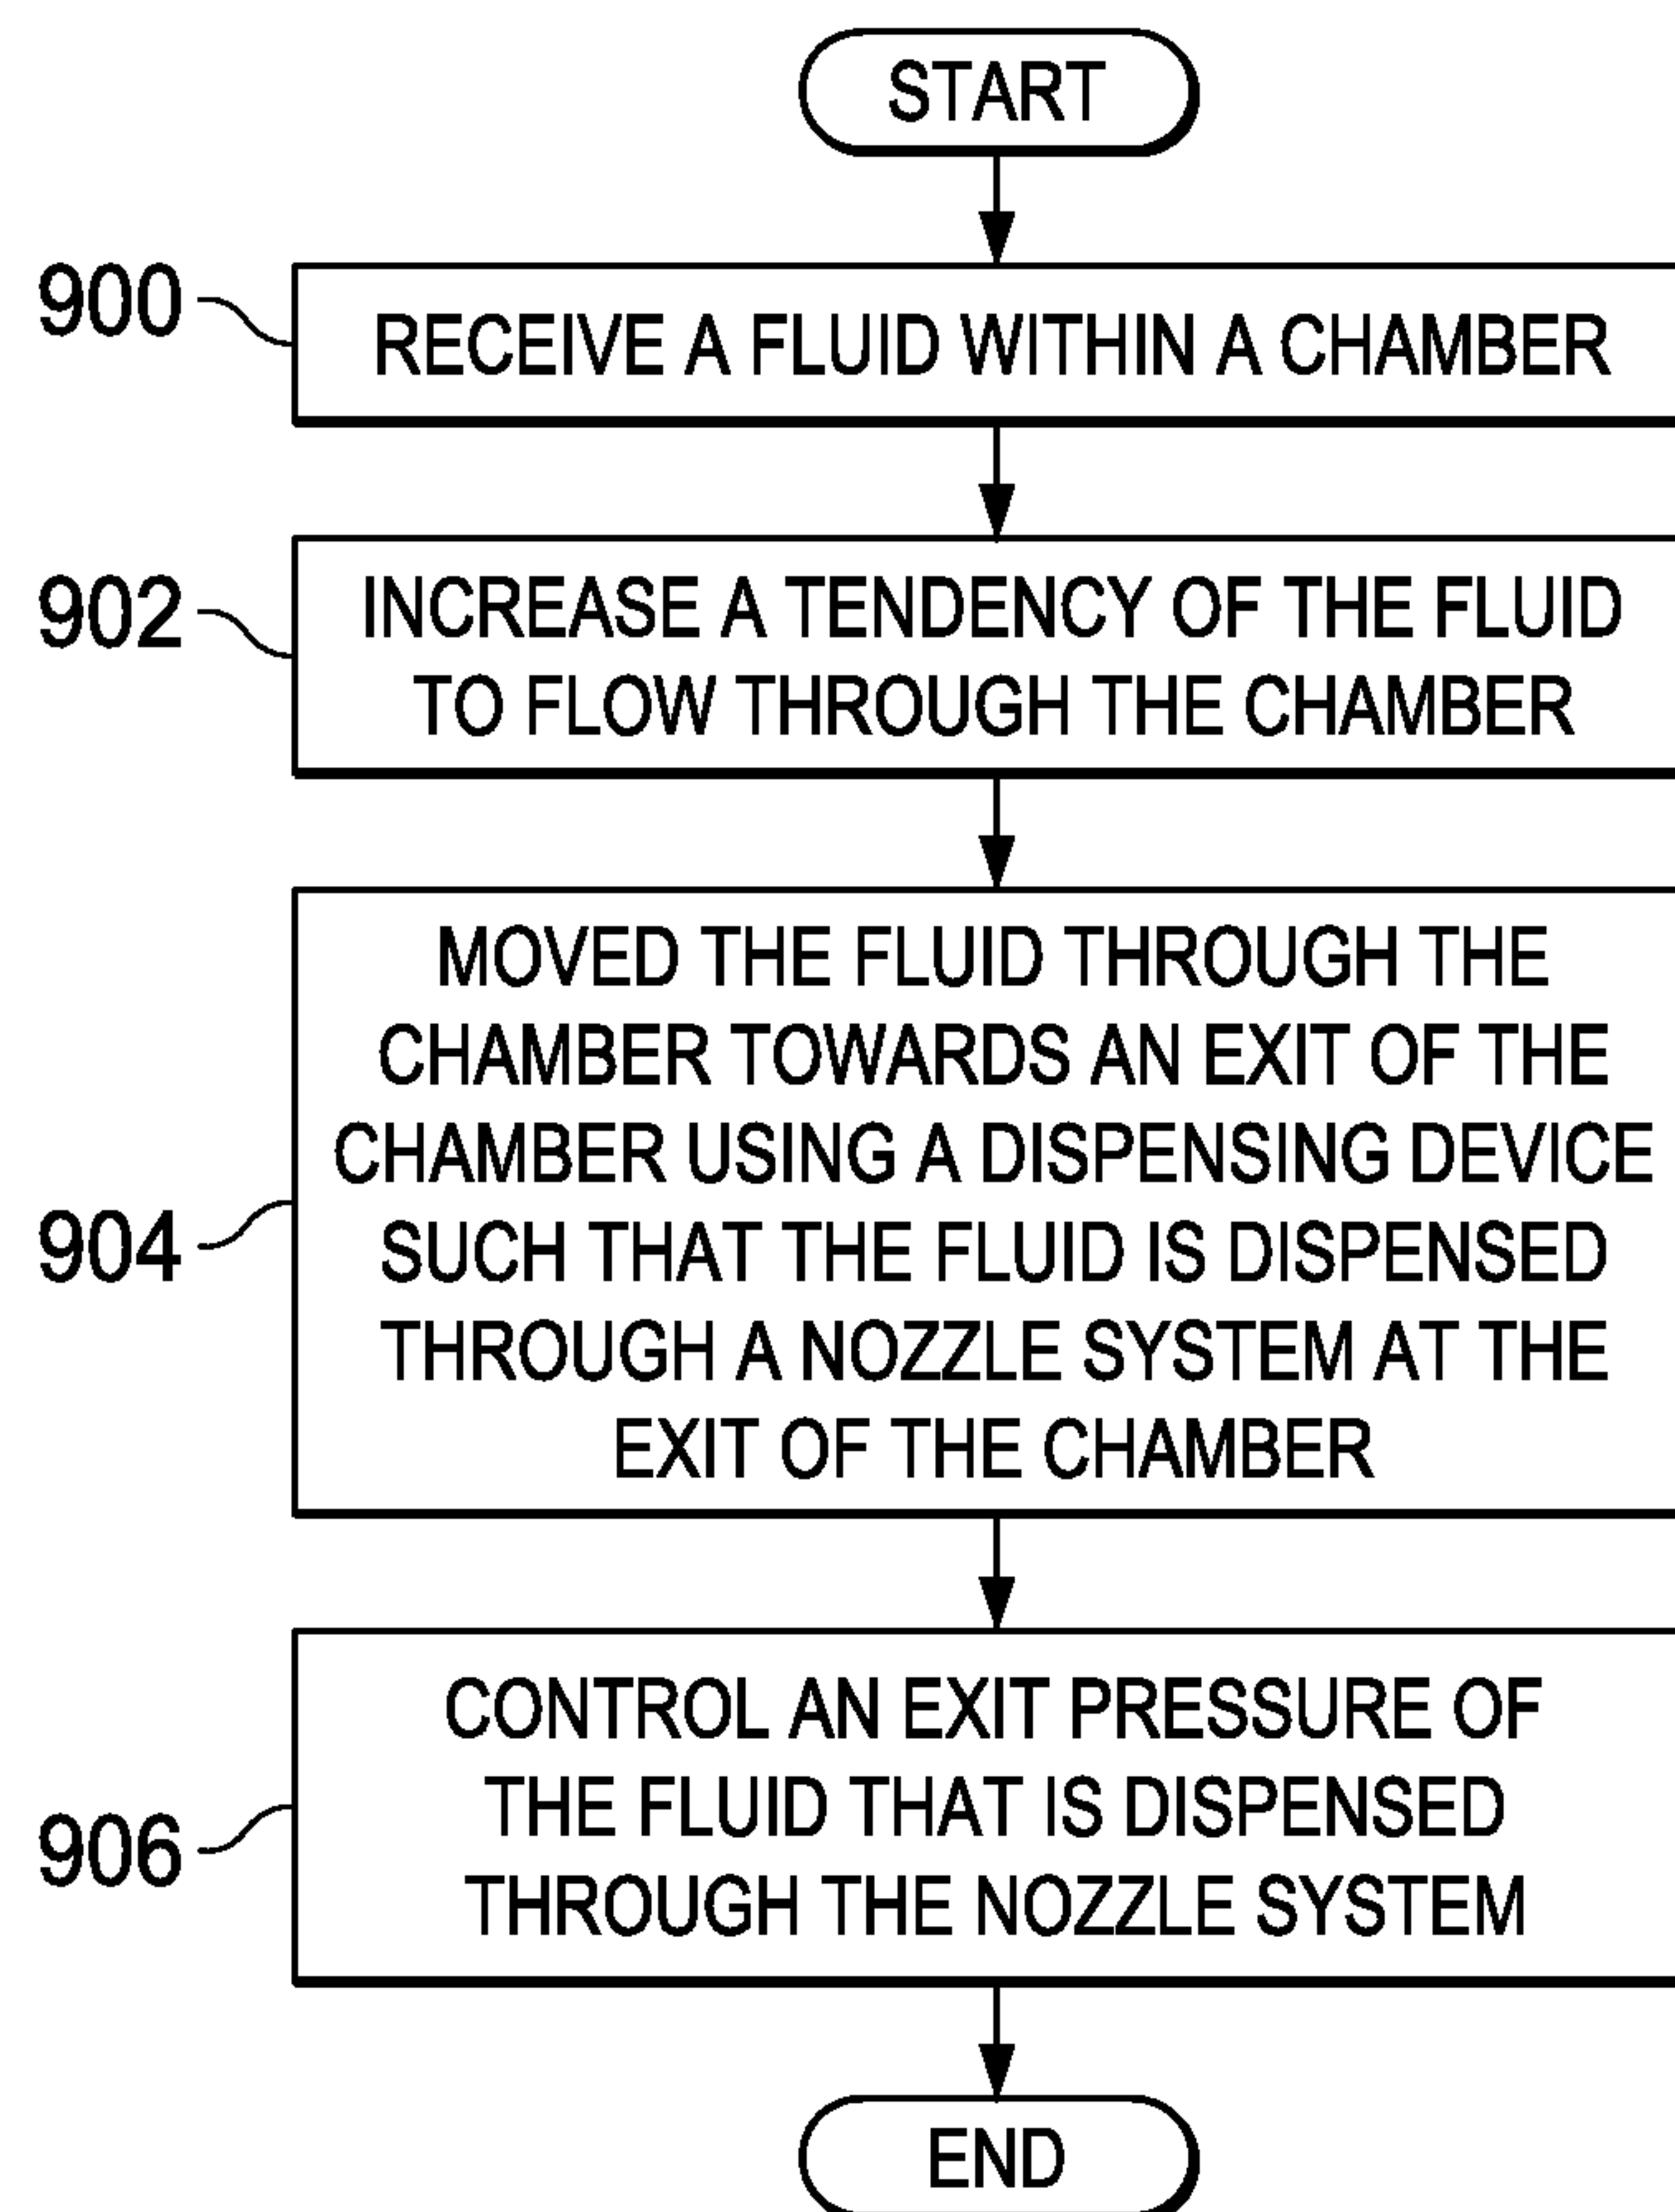 START
900
RECEIVE A FLUID WITHIN A CHAMBER
902
INCREASE A TENDENCY OF THE FLUID
TO FLOW THROUGH THE CHAMBER
904
MOVED THE FLUID THROUGH THE
CHAMBER TOWARDS AN EXIT OF THE
CHAMBER USING A DISPENSING DEVICE
SUCH THAT THE FLUID IS DISPENSED
THROUGH A NOZZLE SYSTEM AT THE
EXIT OF THE CHAMBER
906
CONTROL AN EXIT PRESSURE OF
THE FLUID THAT IS DISPENSED
THROUGH THE NOZZLE SYSTEM
END